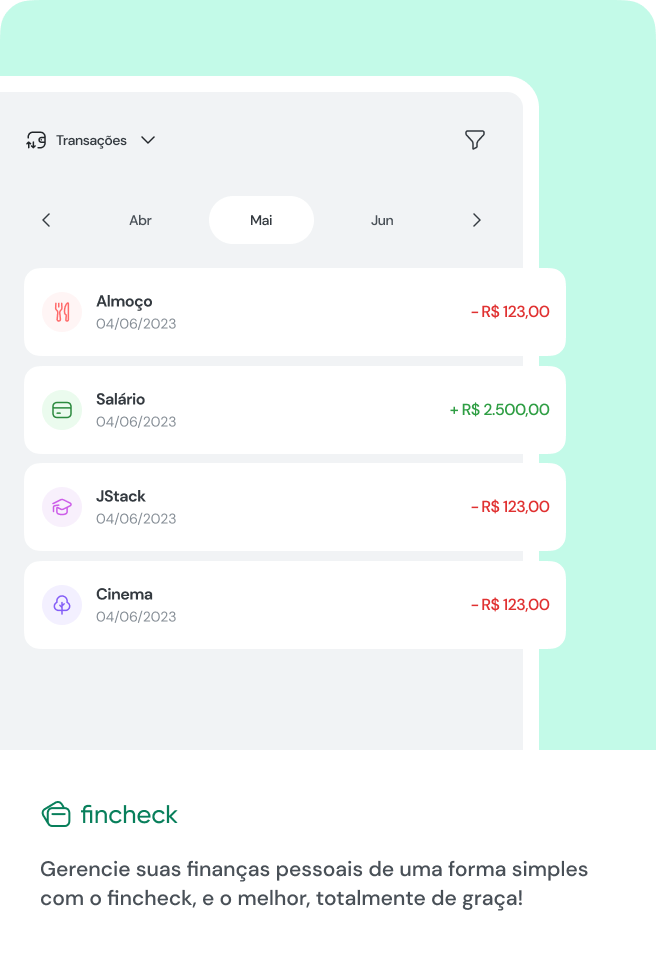 Transações
Abr Mai Jun
Almoço
04/06/2023
- R$ 123,00
Salário
04/06/2023
+ R$ 2.500,00
JStack
04/06/2023
- R$ 123,00
Cinema
04/06/2023
- R$ 123,00
fincheck
Gerencie suas finanças pessoais de uma forma simples
com o fincheck, e o melhor, totalmente de graça!